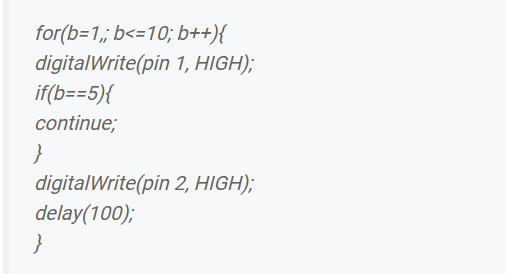 for(b=1,; b<=10; b++){
digitalWrite(pin 1, HIGH);
if(b==5){
continue;
}
digitalWrite(pin 2, HIGH);
delay(100);
}